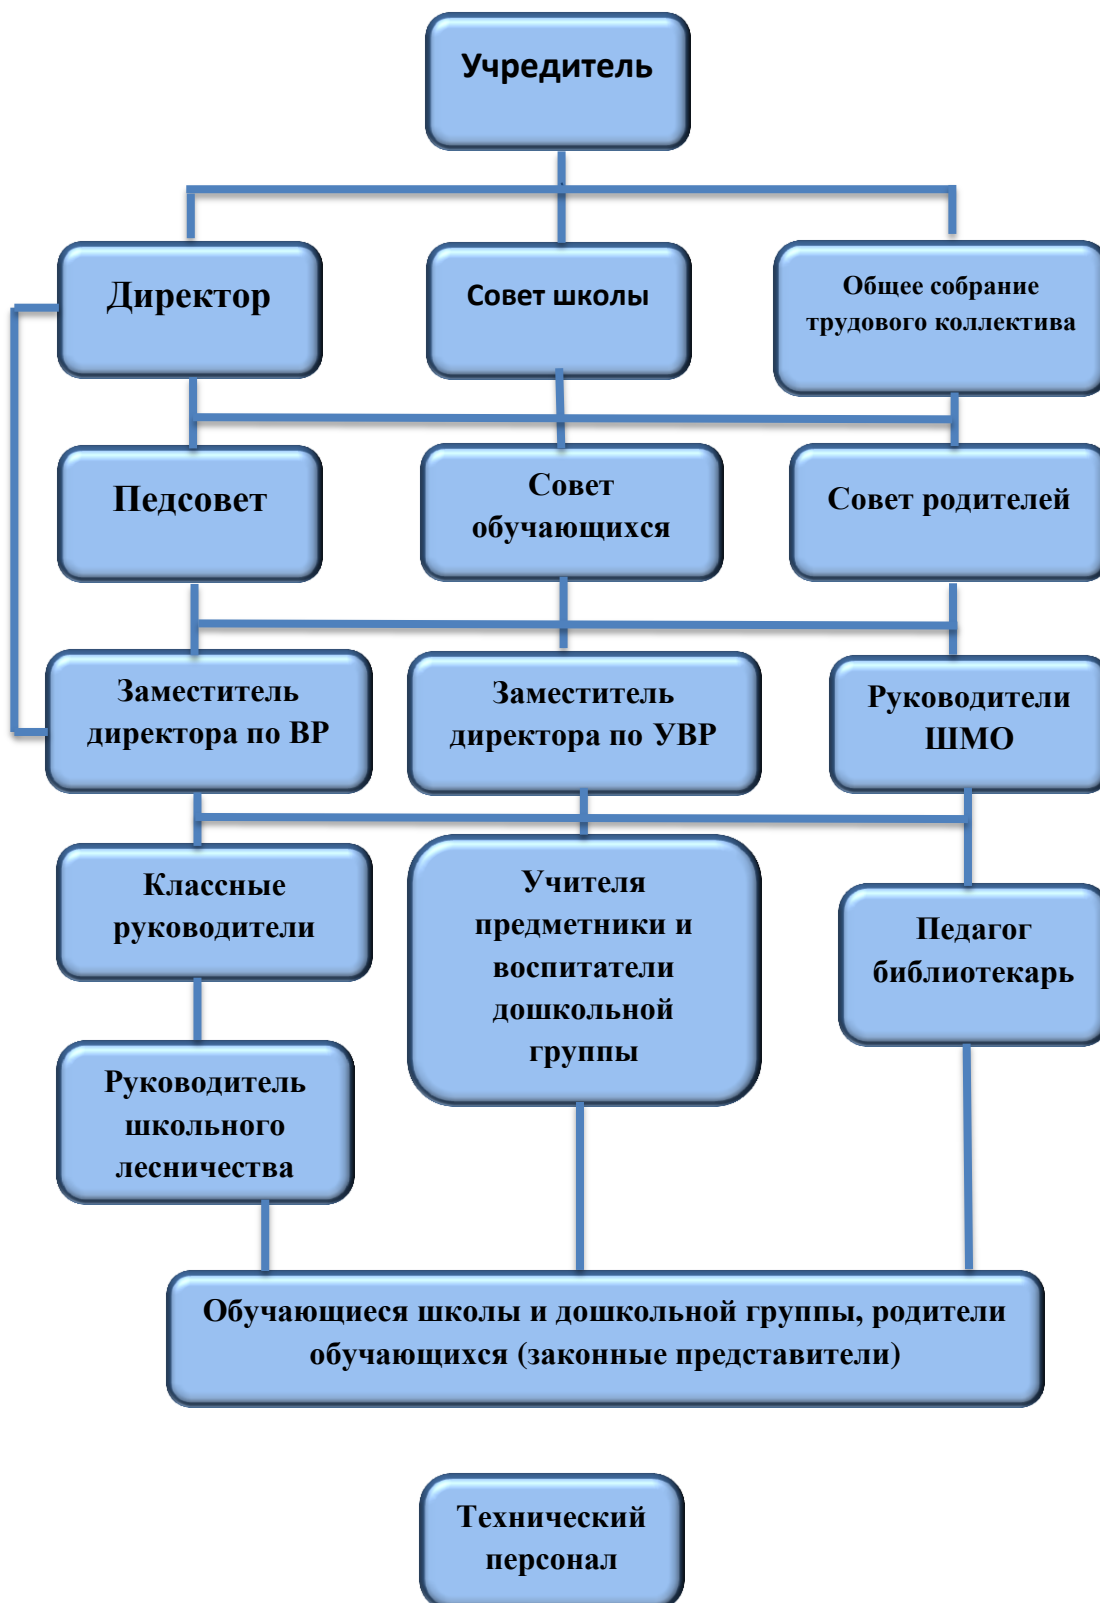 Учредитель
Директор
Совет школы
Общее собрание
трудового коллектива
Педсовет
Совет
обучающихся
Совет родителей
Заместитель
директора по ВР
Заместитель
директора по УВР
Руководители
ШМО
Классные
руководители
Учителя
предметники и
воспитатели
дошкольной
группы
Педагог
библиотекарь
Руководитель
школьного
лесничества
Обучающиеся школы и дошкольной группы, родители
обучающихся (законные представители)
Технический
персонал